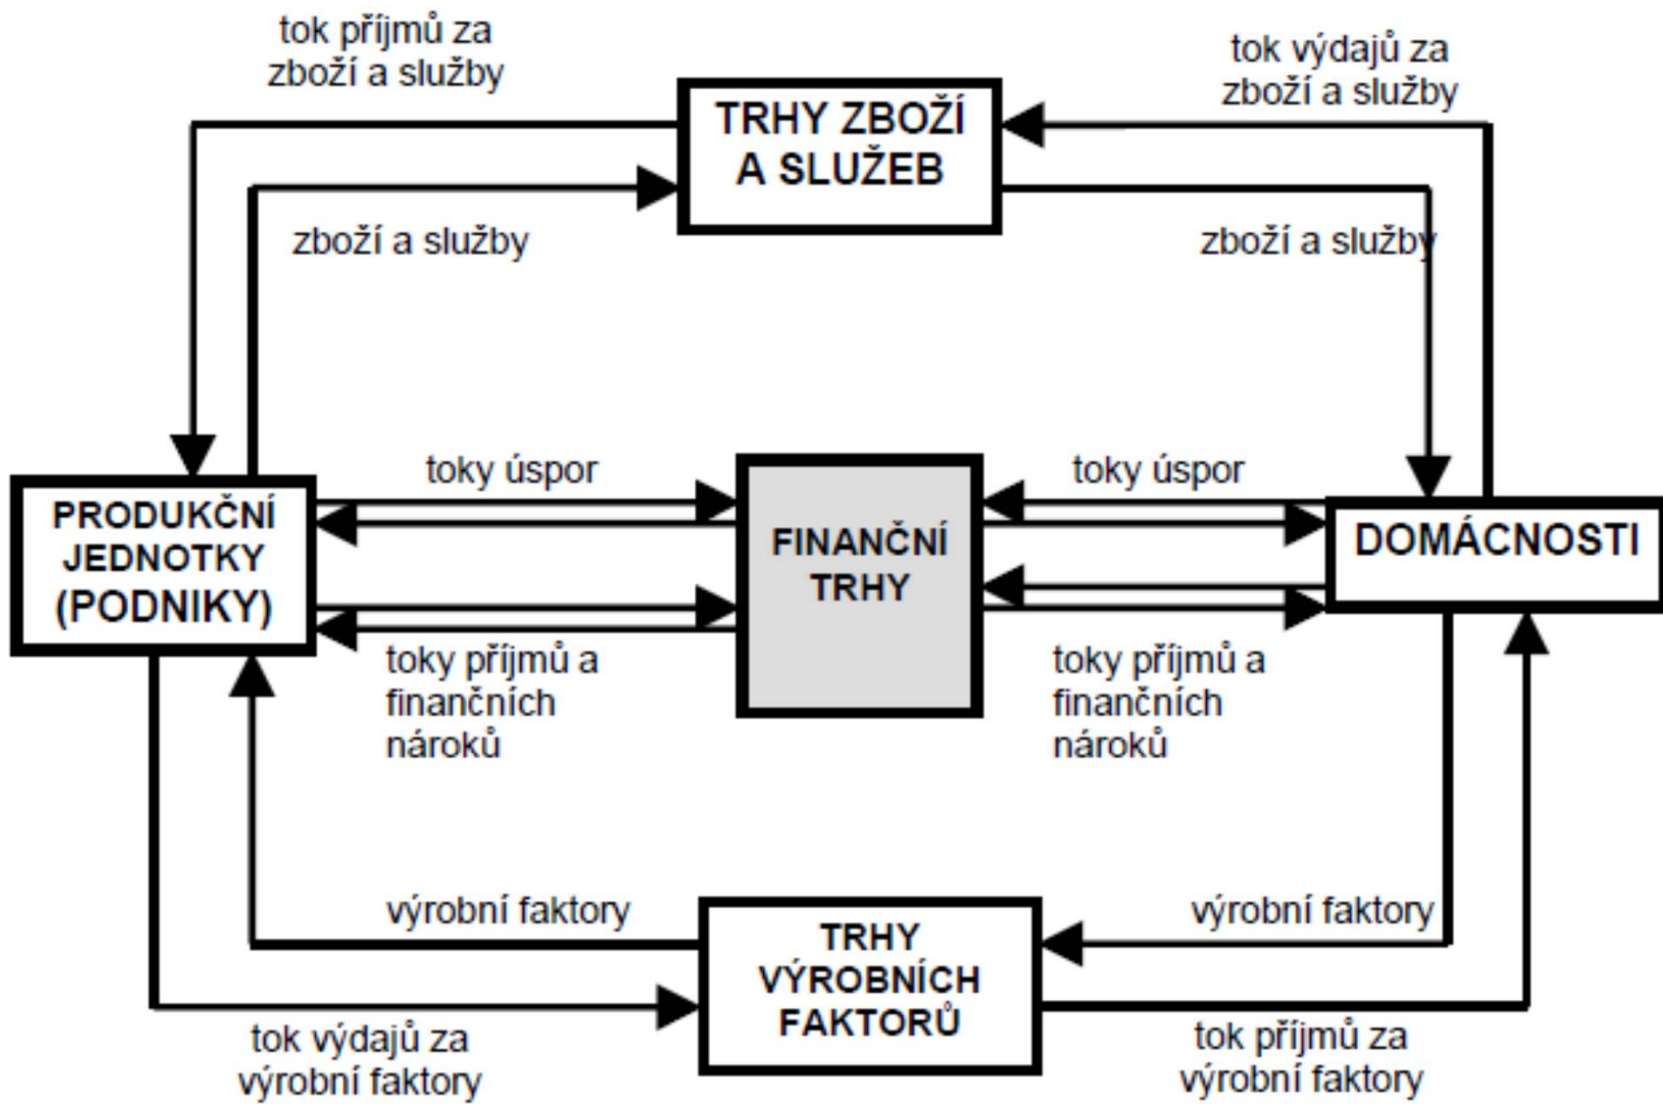 tok příjmů za
zboží a služby
tok výdajů za
zboží a služby
TRHY ZBOŽÍ
A SLUŽEB
zboží a služby
zboží a služby
toky úspor
toky úspor
PRODUKČNÍ
JEDNOTKY
(PODNIKY)
FINANČNÍ
TRHY
DOMÁCNOSTI
toky příjmů a
finančních
nároků
toky příjmů a
finančních
nároků
výrobní faktory
výrobní faktory
TRHY
VÝROBNÍCH
FAKTORŮ
tok výdajů za
výrobní faktory
tok příjmů za
výrobní faktory